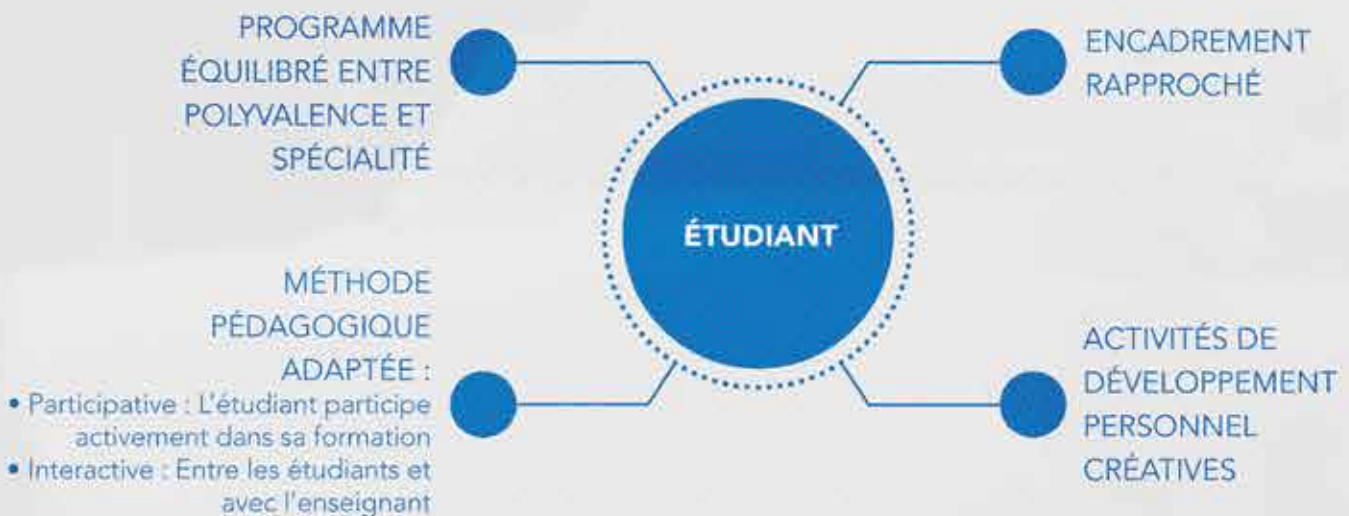 PROGRAMME
ÉQUILIBRÉ ENTRE
POLYVALENCE ET
SPÉCIALITÉ
ENCADREMENT
RAPPROCHÉ
ÉTUDIANT
MÉTHODE
PÉDAGOGIQUE
ADAPTÉE :
• Participative : L'étudiant participe
activement dans sa formation
• Interactive : Entre les étudiants et
avec l'enseignant
ACTIVITÉS DE
DÉVELOPPEMENT
PERSONNEL
CRÉATIVES